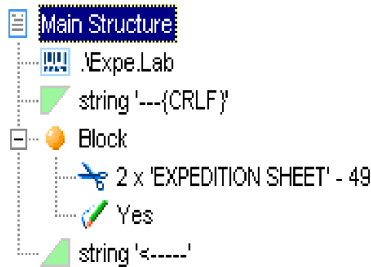 Main Structure
.\Expe.Lab
string '---{CRLF}'
Block
2 x 'EXPEDITION SHEET' - 49
Yes
string '<-----'